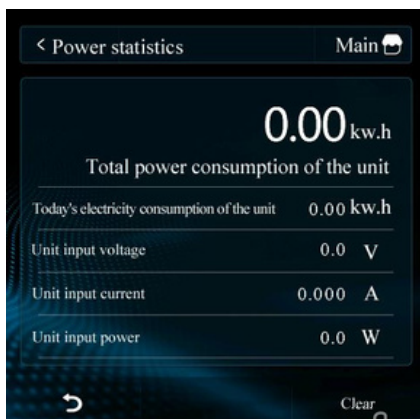 < Power statistics Main
0.00 kw.h
Total power consumption of the unit
Today's electricity consumption of the unit 0.00 kw.h
Unit input voltage 0.0 V
Unit input current 0.000 A
Unit input power 0.0 W
Clear